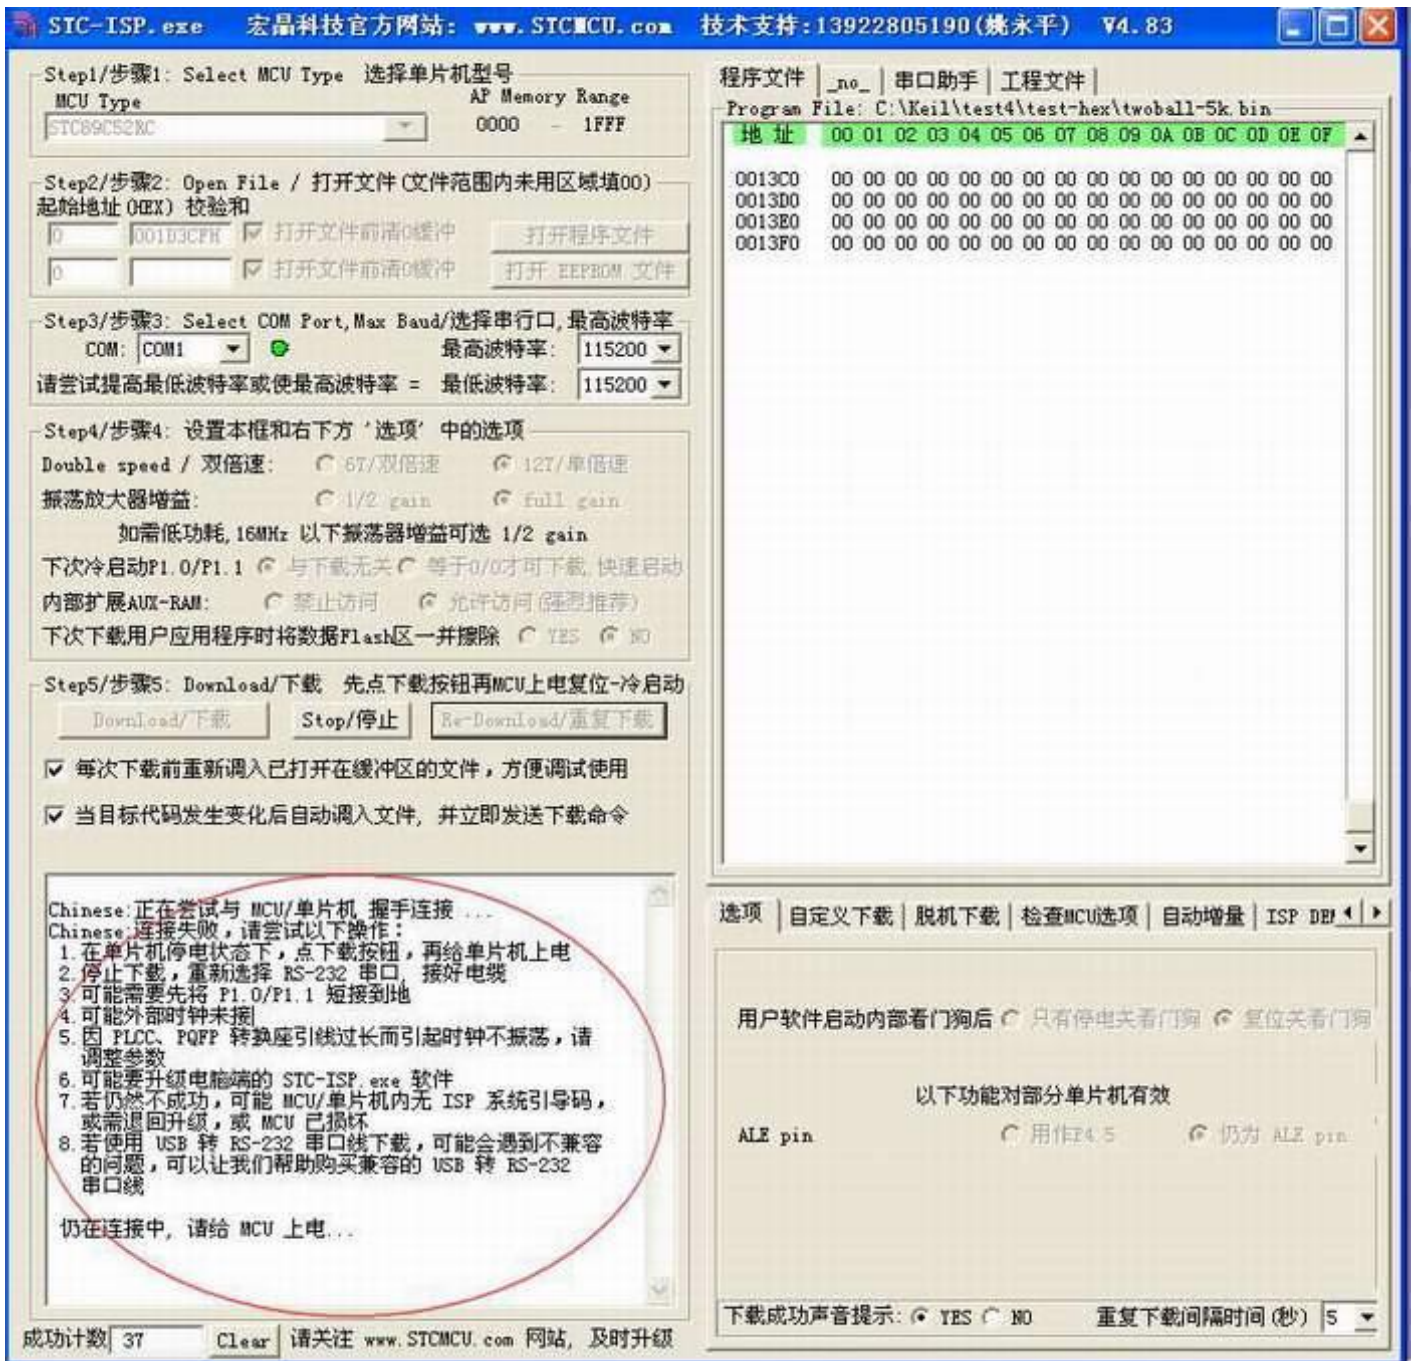 STC-ISP.exe 宏晶科技官方网站: www.STCMCU.com 技术支持:13922805190(姚永平) V4.83
Step1/步骤1: Select MCU Type 选择单片机型号
MCU Type AP Memory Range
STC89C52RC 0000 - 1FFF
Step2/步骤2: Open File / 打开文件(文件范围内未用区域填00)
起始地址(HEX) 校验和
0 001D3CFH 打开文件前清0缓冲 打开程序文件
0 打开文件前清0缓冲 打开 EEPROM 文件
Step3/步骤3: Select COM Port,Max Baud/选择串行口,最高波特率
COM: COM1 最高波特率: 115200
请尝试提高最低波特率或使最高波特率 = 最低波特率: 115200
Step4/步骤4: 设置本框和右下方 '选项' 中的选项
Double speed / 双倍速: 6T/双倍速 12T/单倍速
振荡放大器增益: 1/2 gain full gain
如需低功耗,16MHz 以下振荡器增益可选 1/2 gain
下次冷启动P1.0/P1.1 与下载无关 等于0/0才可下载,快速启动
内部扩展AUX-RAM: 禁止访问 允许访问(强烈推荐)
下次下载用户应用程序时将数据Flash区一并擦除 YES NO
Step5/步骤5: Download/下载 先点下载按钮再MCU上电复位-冷启动
Download/下载 Stop/停止 Re-Download/重复下载
每次下载前重新调入已打开在缓冲区的文件，方便调试使用
当目标代码发生变化后自动调入文件, 并立即发送下载命令
Chinese:正在尝试与 MCU/单片机 握手连接 ...
Chinese:连接失败，请尝试以下操作：
1.在单片机停电状态下，点下载按钮，再给单片机上电
2.停止下载，重新选择 RS-232 串口, 接好电缆
3.可能需要先将 P1.0/P1.1 短接到地
4.可能外部时钟未接
5.因 PLCC、PQFP 转换座引线过长而引起时钟不振荡，请
调整参数
6.可能要升级电脑端的 STC-ISP.exe 软件
7.若仍然不成功，可能 MCU/单片机内无 ISP 系统引导码，
或需退回升级，或 MCU 已损坏
8.若使用 USB 转 RS-232 串口线下载，可能会遇到不兼容
的问题，可以让我们帮助购买兼容的 USB 转 RS-232
串口线
仍在连接中, 请给 MCU 上电...
成功计数 37 Clear 请关注 www.STCMCU.com 网站, 及时升级
程序文件 _no_ 串口助手 工程文件
Program File: C:\Keil\test4\test-hex\twoball-5k.bin
地 址 00 01 02 03 04 05 06 07 08 09 0A 0B 0C 0D 0E 0F
0013C0 00 00 00 00 00 00 00 00 00 00 00 00 00 00 00 00
0013D0 00 00 00 00 00 00 00 00 00 00 00 00 00 00 00 00
0013E0 00 00 00 00 00 00 00 00 00 00 00 00 00 00 00 00
0013F0 00 00 00 00 00 00 00 00 00 00 00 00 00 00 00 00
选项 自定义下载 脱机下载 检查MCU选项 自动增量 ISP
用户软件启动内部看门狗后 只有停电关看门狗 复位关看门狗
以下功能对部分单片机有效
ALE pin 用作P4.5 仍为 ALE pin
下载成功声音提示: YES NO 重复下载间隔时间(秒) 5